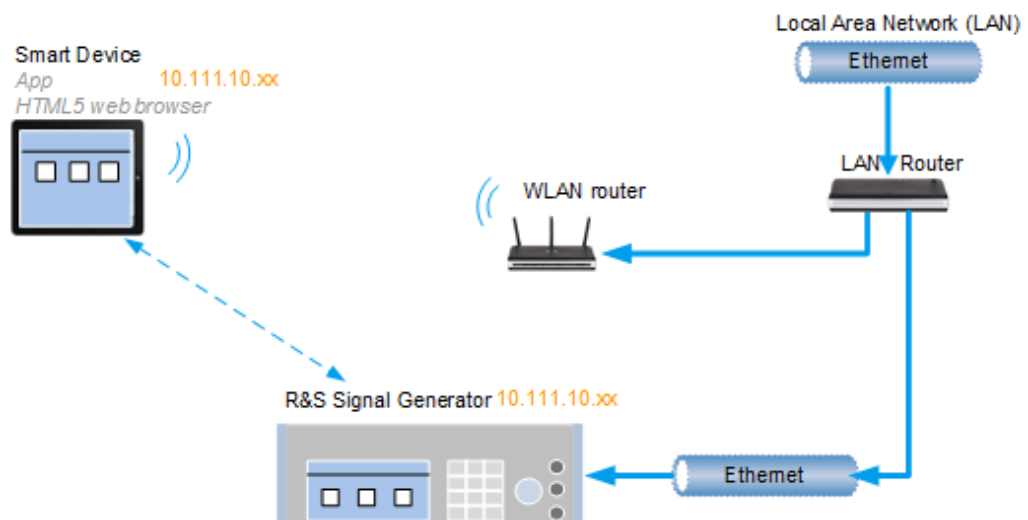 Local Area Network (LAN)
Ethernet
Smart Device
App
10.111.10.xx
HTML5 web browser
LAN Router
WLAN router
R&S Signal Generator 10.111.10.xx
Ethernet